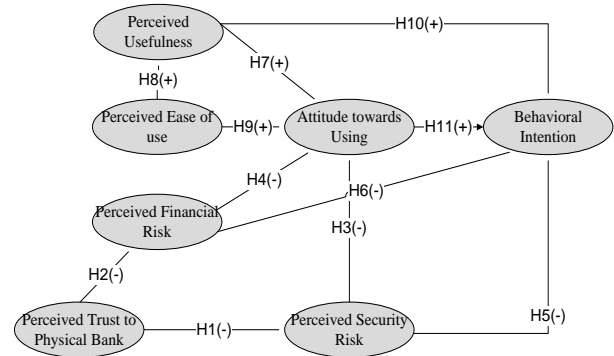 Perceived
Usefulness
H10(+)
H7(+)
H8(+)
Perceived Ease of
use
H9(+)
Attitude towards
Using
H11(+)
Behavioral
Intention
H4(-)
H6(-)
Perceived Financial
Risk
H3(-)
H2(-)
Perceived Trust to
Physical Bank
H1(-)
Perceived Security
Risk
H5(-)